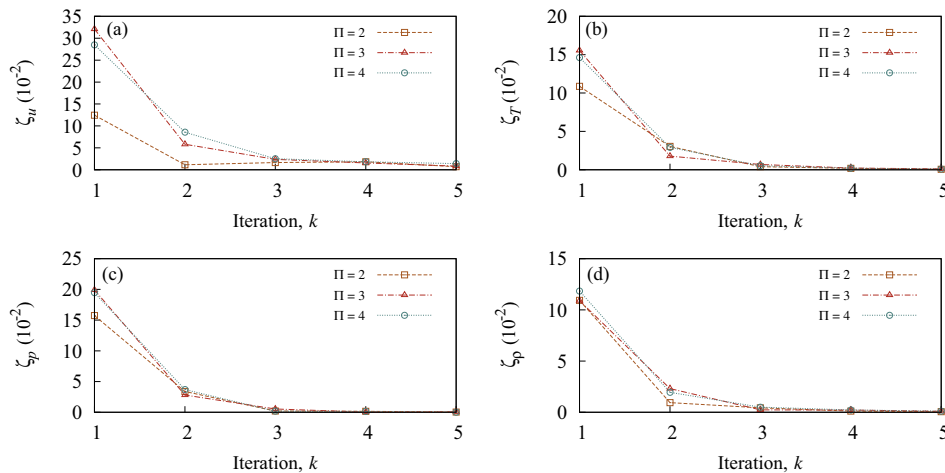 (a)
Π = 2
Π = 3
Π = 4
ζu (10-2)
35
30
25
20
15
10
5
0
1 2 3 4 5
Iteration, k
(b)
Π = 2
Π = 3
Π = 4
ζT (10-2)
20
15
10
5
0
1 2 3 4 5
Iteration, k
(c)
Π = 2
Π = 3
Π = 4
ζp (10-2)
25
20
15
10
5
0
1 2 3 4 5
Iteration, k
(d)
Π = 2
Π = 3
Π = 4
ζρ (10-2)
15
10
5
0
1 2 3 4 5
Iteration, k